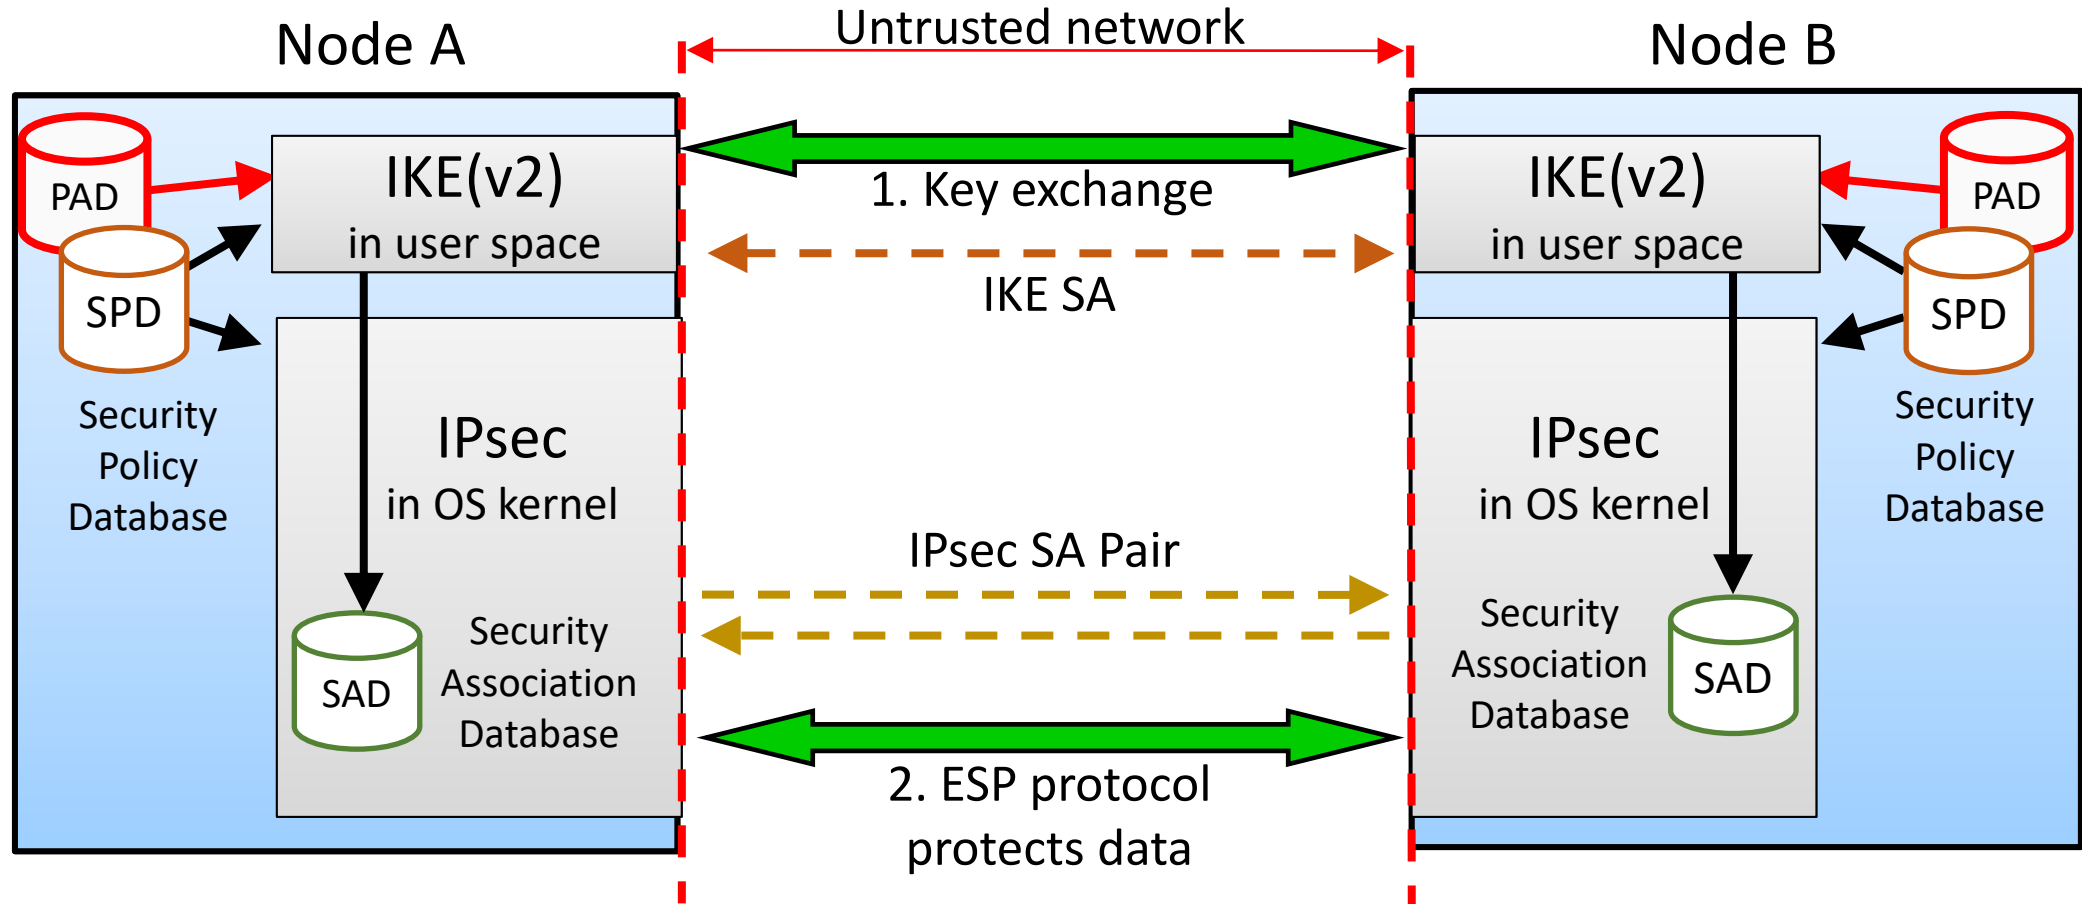 Node A
Untrusted network
Node B
PAD
IKE(v2)
in user space
SPD
Security
Policy
Database
IPsec
in OS kernel
SAD
Security
Association
Database
1. Key exchange
IKE SA
IPsec SA Pair
2. ESP protocol
protects data
IKE(v2)
in user space
PAD
SPD
Security
Policy
Database
IPsec
in OS kernel
Security
Association
Database
SAD